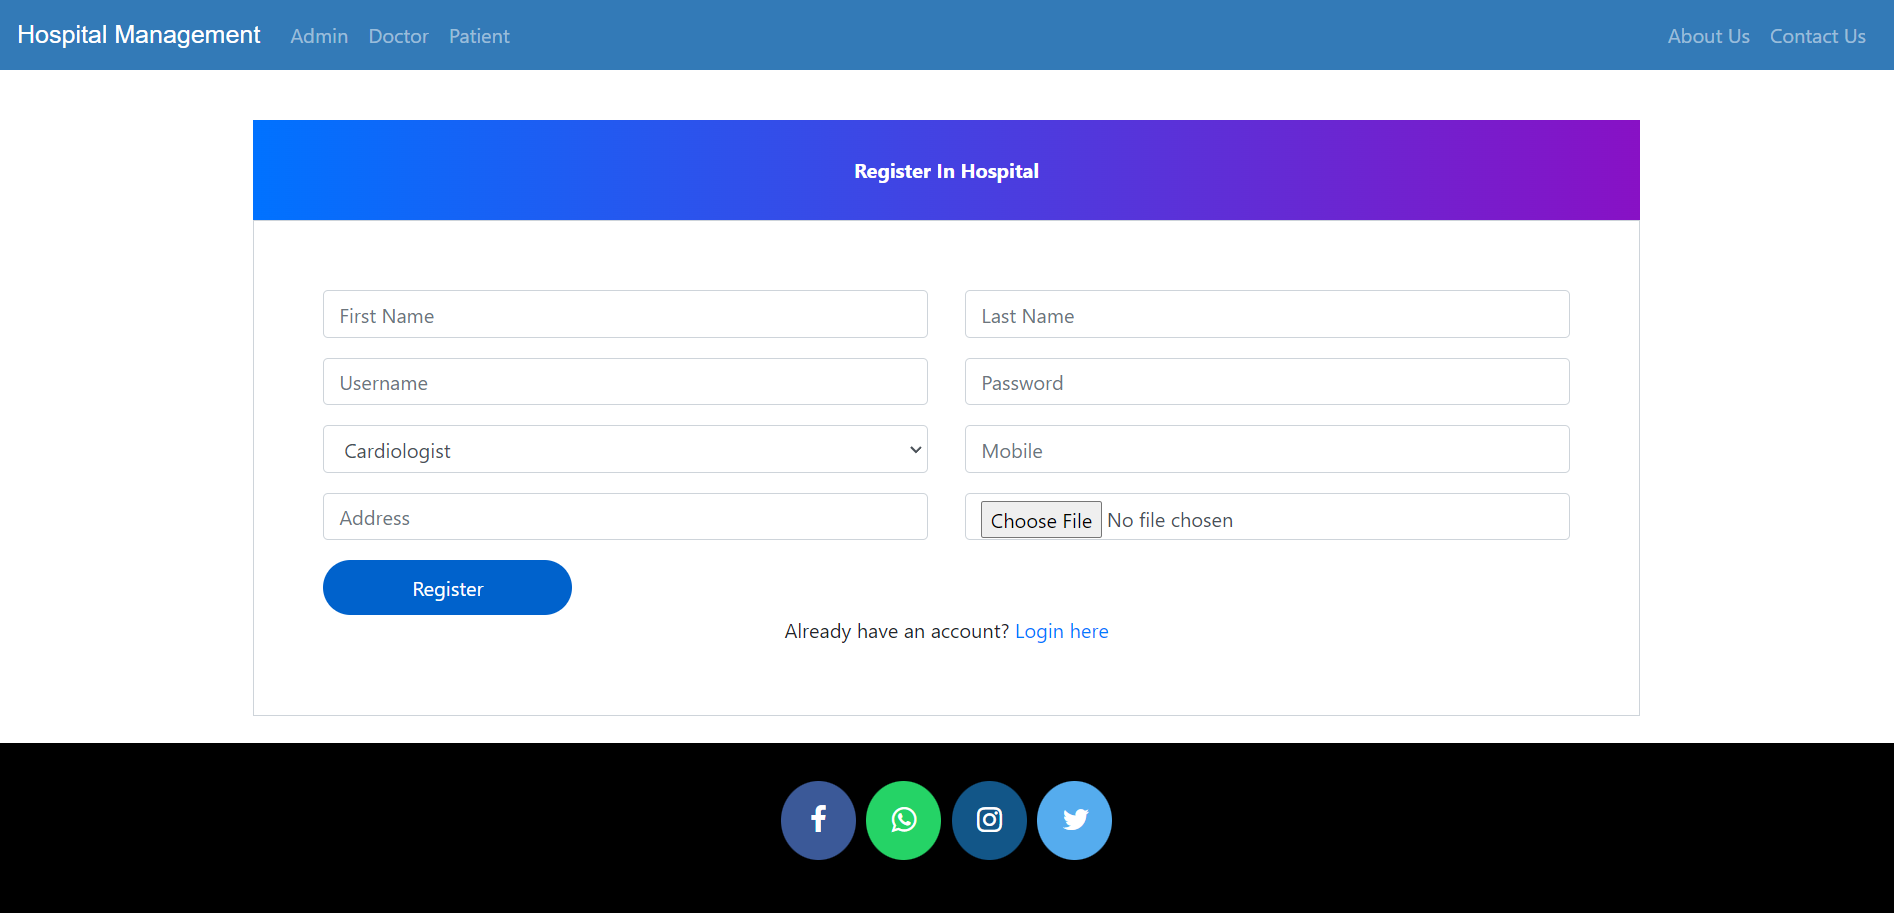 Hospital Management Admin Doctor Patient About Us Contact Us
Register In Hospital
First Name Last Name
Username Password
Cardiologist Mobile
Address Choose File No file chosen
Register
Already have an account? Login here